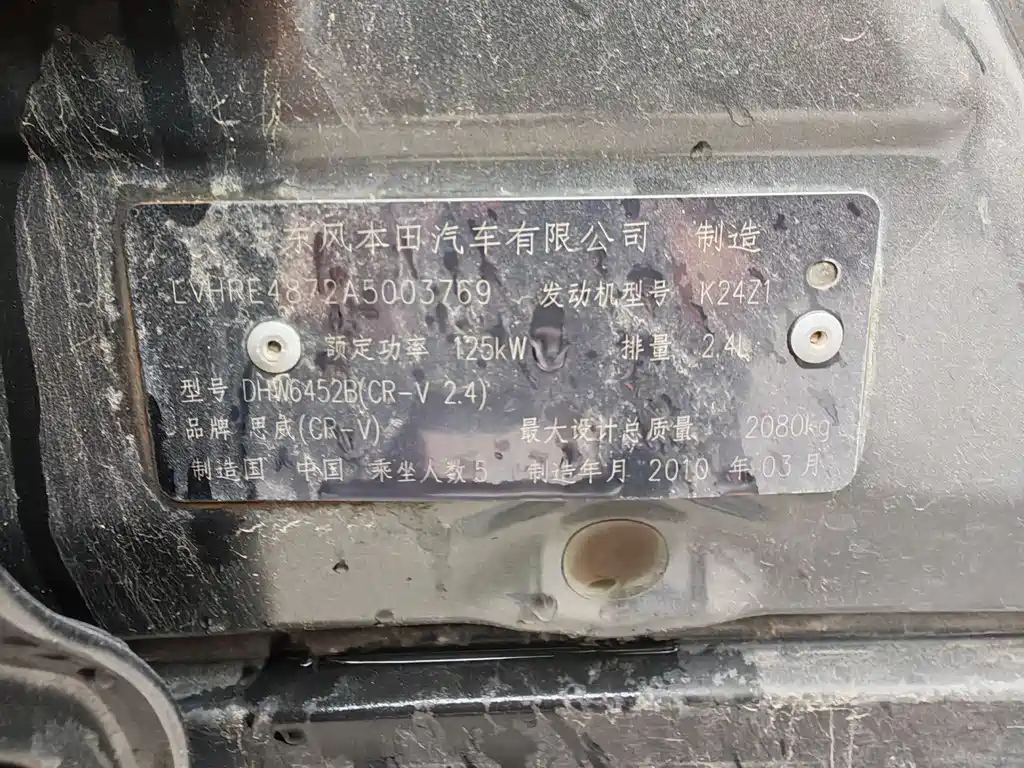 东风本田汽车有限公司 制造
LVHRE4872A5003769 发动机型号 K24Z1
额定功率 125kW 排量 2.4L
型号 DHW6452B(CR-V 2.4)
品牌 思威(CR-V) 最大设计总质量 2080kg
制造国 中国 乘坐人数 5 制造年月 2010 年 03 月